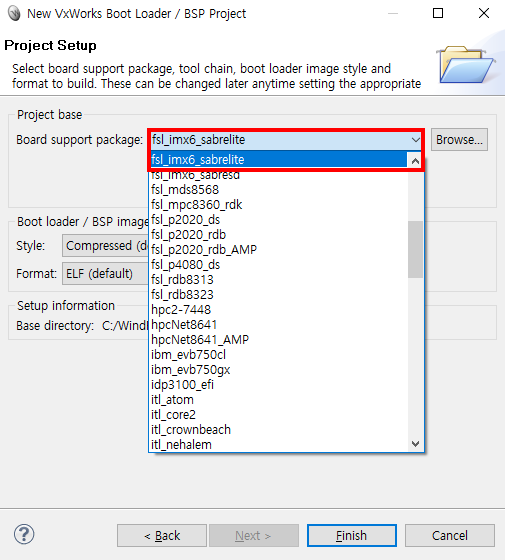 New VxWorks Boot Loader / BSP Project
Project Setup
Select board support package, tool chain, boot loader image style and
format to build. These can be changed later anytime setting the appropriate
Project base
Board support package:
fsl_imx6_sabrelite
Browse...
fsl_imx6_sabrelite
fsl_imx6_sabresd
fsl_mds8568
fsl_mpc8360_rdk
fsl_p2020_ds
fsl_p2020_rdb
fsl_p2020_rdb_AMP
fsl_p4080_ds
fsl_rdb8313
fsl_rdb8323
hpc2-7448
hpcNet8641
hpcNet8641_AMP
ibm_evb750cl
ibm_evb750gx
idp3100_efi
itl_atom
itl_core2
itl_crownbeach
itl_nehalem
Boot loader / BSP image
Style: Compressed (de
Format: ELF (default)
Setup information
Base directory: C:/Wind
?
< Back
Next >
Finish
Cancel